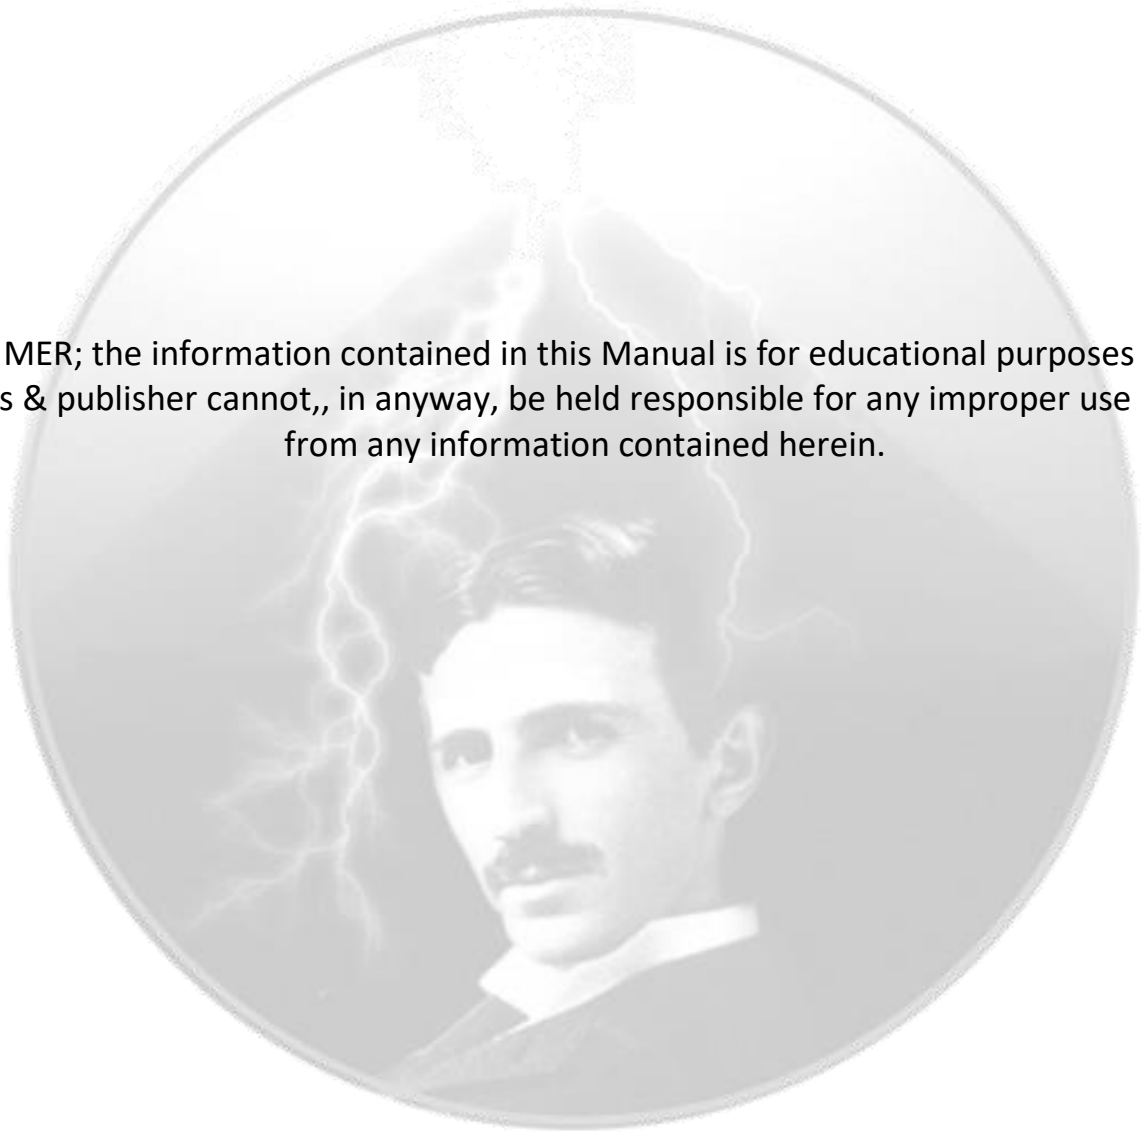 MER; the information contained in this Manual is for educational purposes
s & publisher cannot,, in anyway, be held responsible for any improper use
from any information contained herein.